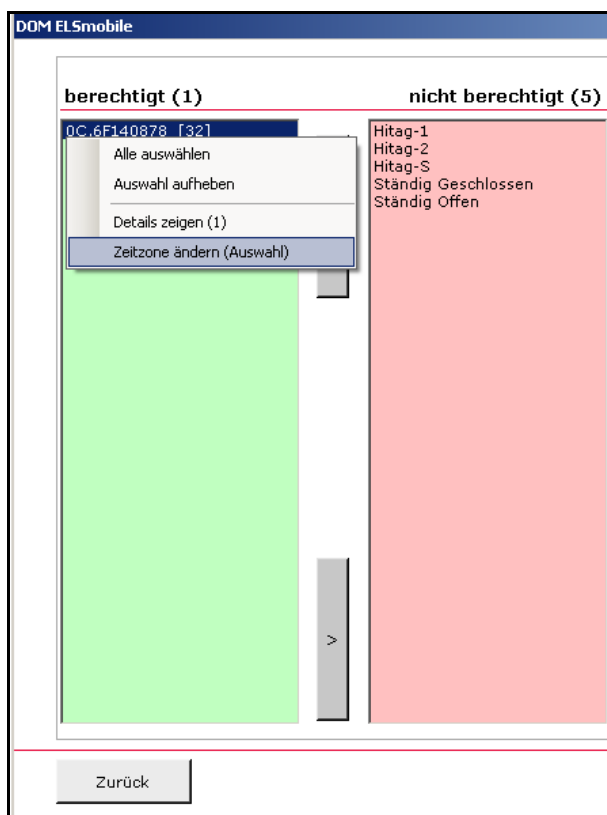 DOM ELSmobile
berechtigt (1)
nicht berechtigt (5)
0C.6F140878 [32]
Alle auswählen
Auswahl aufheben
Details zeigen (1)
Zeitzone ändern (Auswahl)
Hitag-1
Hitag-2
Hitag-S
Ständig Geschlossen
Ständig Offen
>
Zurück